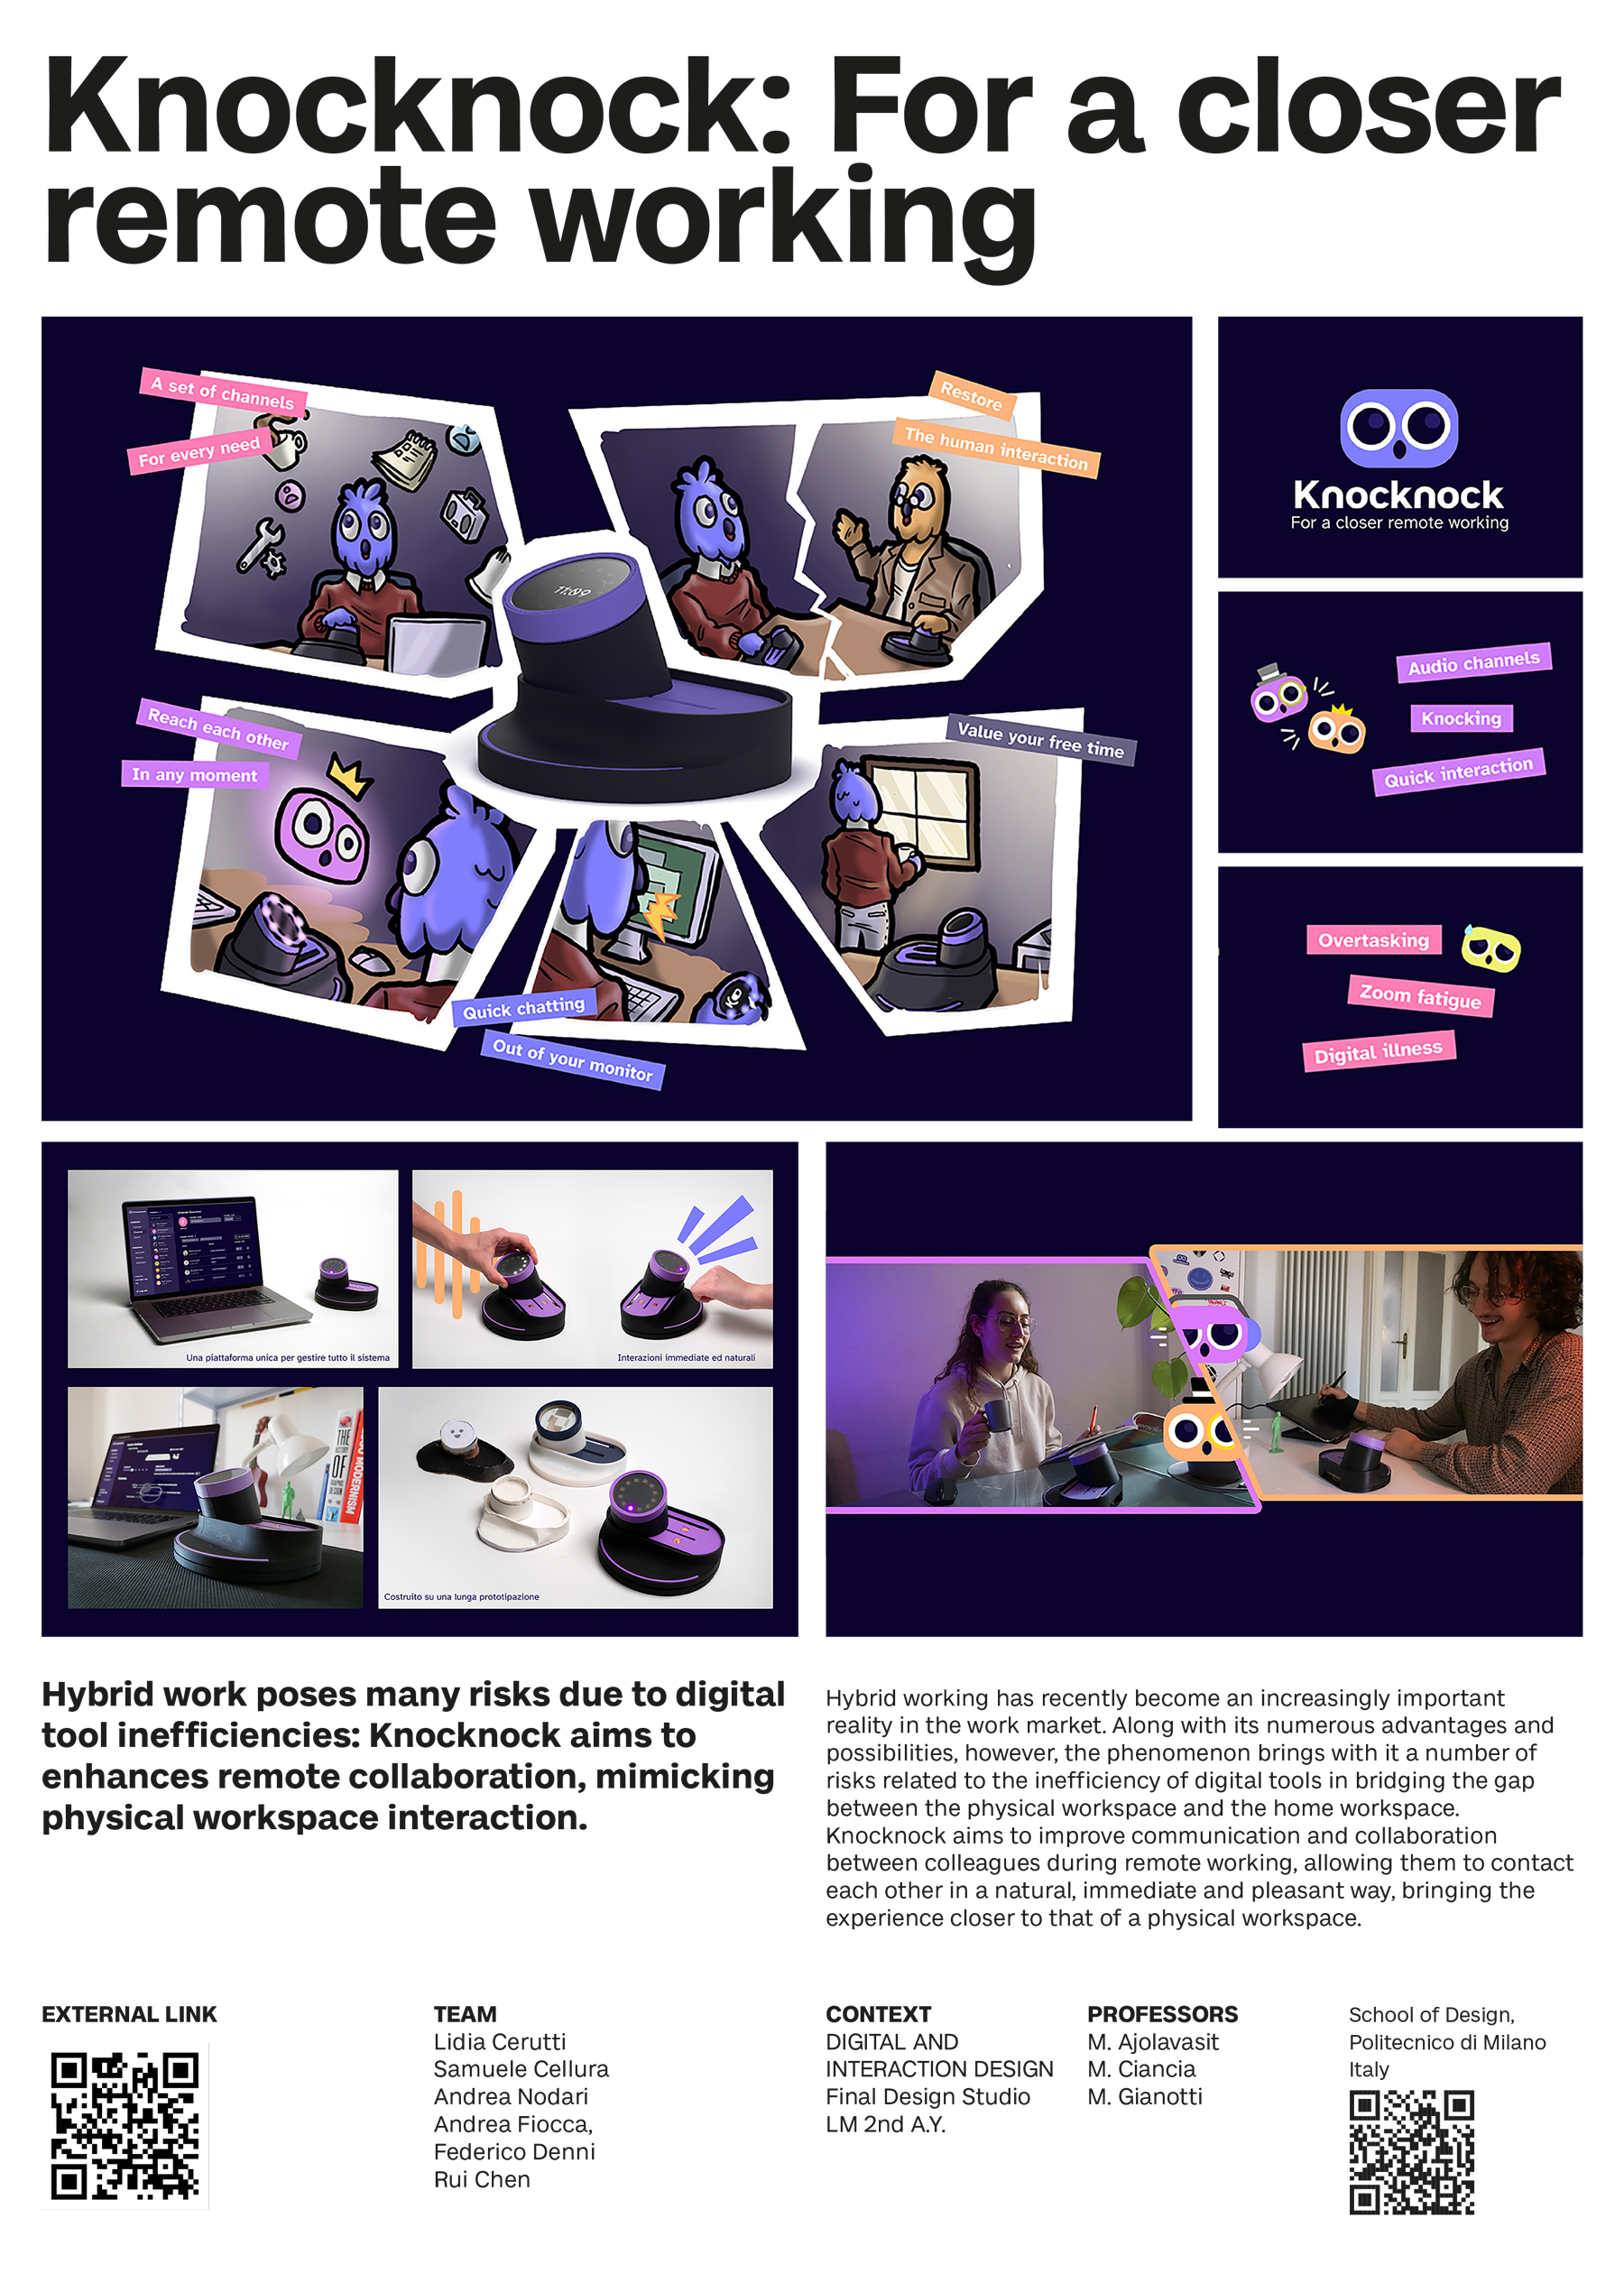 Knocknock: For a closer
remote working
A set of channels
For every need
Restore
The human interaction
11:09
Reach each other
In any moment
Value your free time
Quick chatting
Out of your monitor
Knocknock
For a closer remote working
Audio channels
Knocking
Quick interaction
Overtasking
Zoom fatigue
Digital illness
Una piattaforma unica per gestire tutto il sistema
Interazioni immediate ed naturali
THE
OF
MODERNISM
Costruito su una lunga prototipazione
Hybrid work poses many risks due to digital
tool inefficiencies: Knocknock aims to
enhances remote collaboration, mimicking
physical workspace interaction.
Hybrid working has recently become an increasingly important
reality in the work market. Along with its numerous advantages and
possibilities, however, the phenomenon brings with it a number of
risks related to the inefficiency of digital tools in bridging the gap
between the physical workspace and the home workspace.
Knocknock aims to improve communication and collaboration
between colleagues during remote working, allowing them to contact
each other in a natural, immediate and pleasant way, bringing the
experience closer to that of a physical workspace.
EXTERNAL LINK
TEAM
Lidia Cerutti
Samuele Cellura
Andrea Nodari
Andrea Fiocca,
Federico Denni
Rui Chen
CONTEXT
DIGITAL AND
INTERACTION DESIGN
Final Design Studio
LM 2nd A.Y.
PROFESSORS
M. Ajolavasit
M. Ciancia
M. Gianotti
School of Design,
Politecnico di Milano
Italy